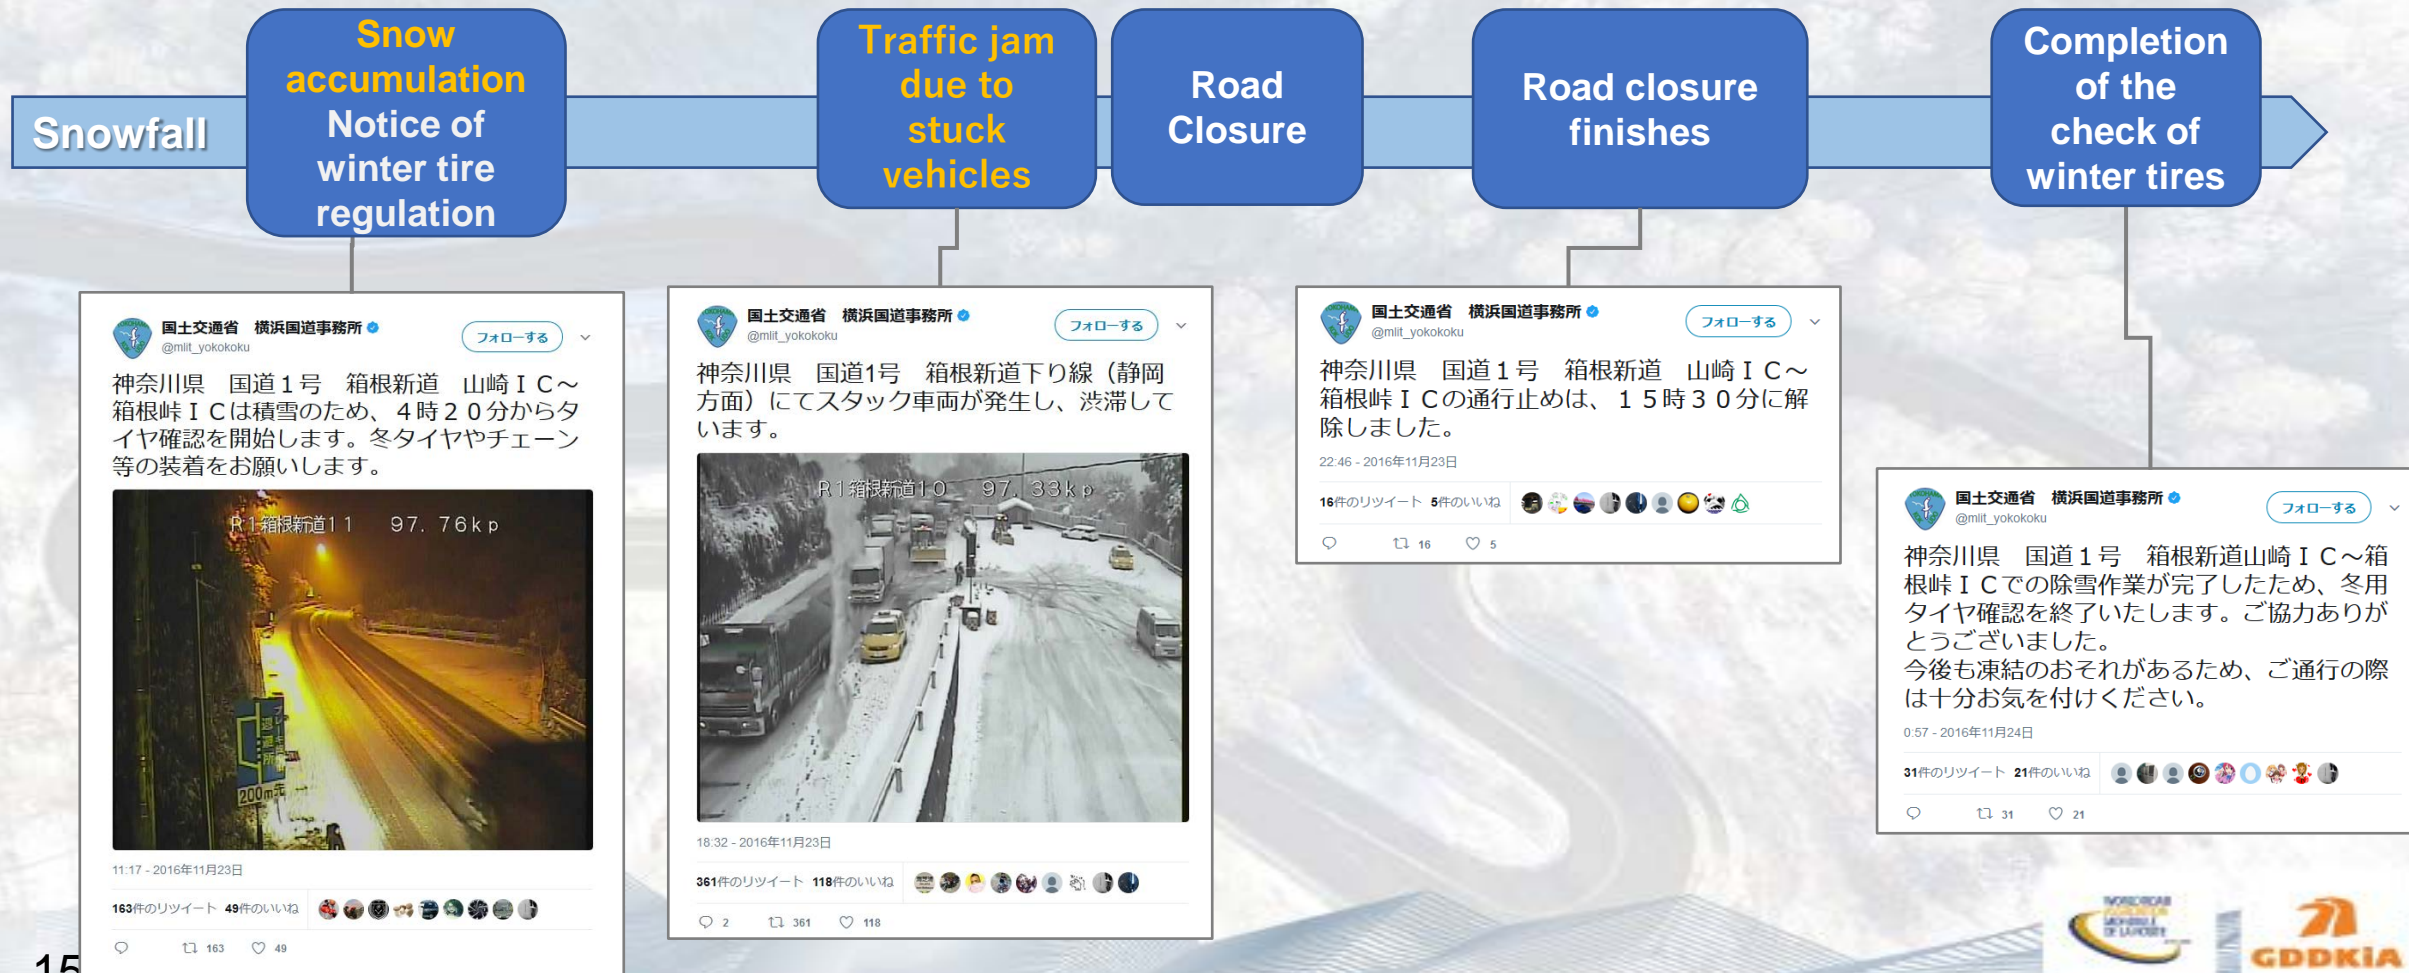 Snowfall
Snow
accumulation
Notice of
winter tire
regulation
Traffic jam
due to
stuck
vehicles
Road
Closure
Road closure
finishes
Completion
of the
check of
winter tires
国土交通省　横浜国道事務所
@mlit_yokokoku
フォローする
神奈川県　国道１号　箱根新道　山崎ＩＣ～
箱根峠ＩＣは積雪のため、４時２０分からタ
イヤ確認を開始します。冬タイヤやチェーン
等の装着をお願いします。
R1箱根新道11　97.76kp
200m先
11:17 - 2016年11月23日
163件のリツイート 49件のいいね
163 49
国土交通省　横浜国道事務所
@mlit_yokokoku
フォローする
神奈川県　国道1号　箱根新道下り線（静岡
方面）にてスタック車両が発生し、渋滞して
います。
R1箱根新道10　97.33kp
18:32 - 2016年11月23日
361件のリツイート 118件のいいね
2 361 118
国土交通省　横浜国道事務所
@mlit_yokokoku
フォローする
神奈川県　国道１号　箱根新道　山崎ＩＣ～
箱根峠ＩＣの通行止めは、１５時３０分に解
除しました。
22:46 - 2016年11月23日
16件のリツイート 5件のいいね
16 5
国土交通省　横浜国道事務所
@mlit_yokokoku
フォローする
神奈川県　国道１号　箱根新道山崎ＩＣ～箱
根峠ＩＣでの除雪作業が完了したため、冬用
タイヤ確認を終了いたします。ご協力ありが
とうございました。
今後も凍結のおそれがあるため、ご通行の際
は十分お気を付けください。
0:57 - 2016年11月24日
31件のリツイート 21件のいいね
31 21
15
WORLD ROAD
ASSOCIATION
MONDIALE
DE LA ROUTE
GDDKiA